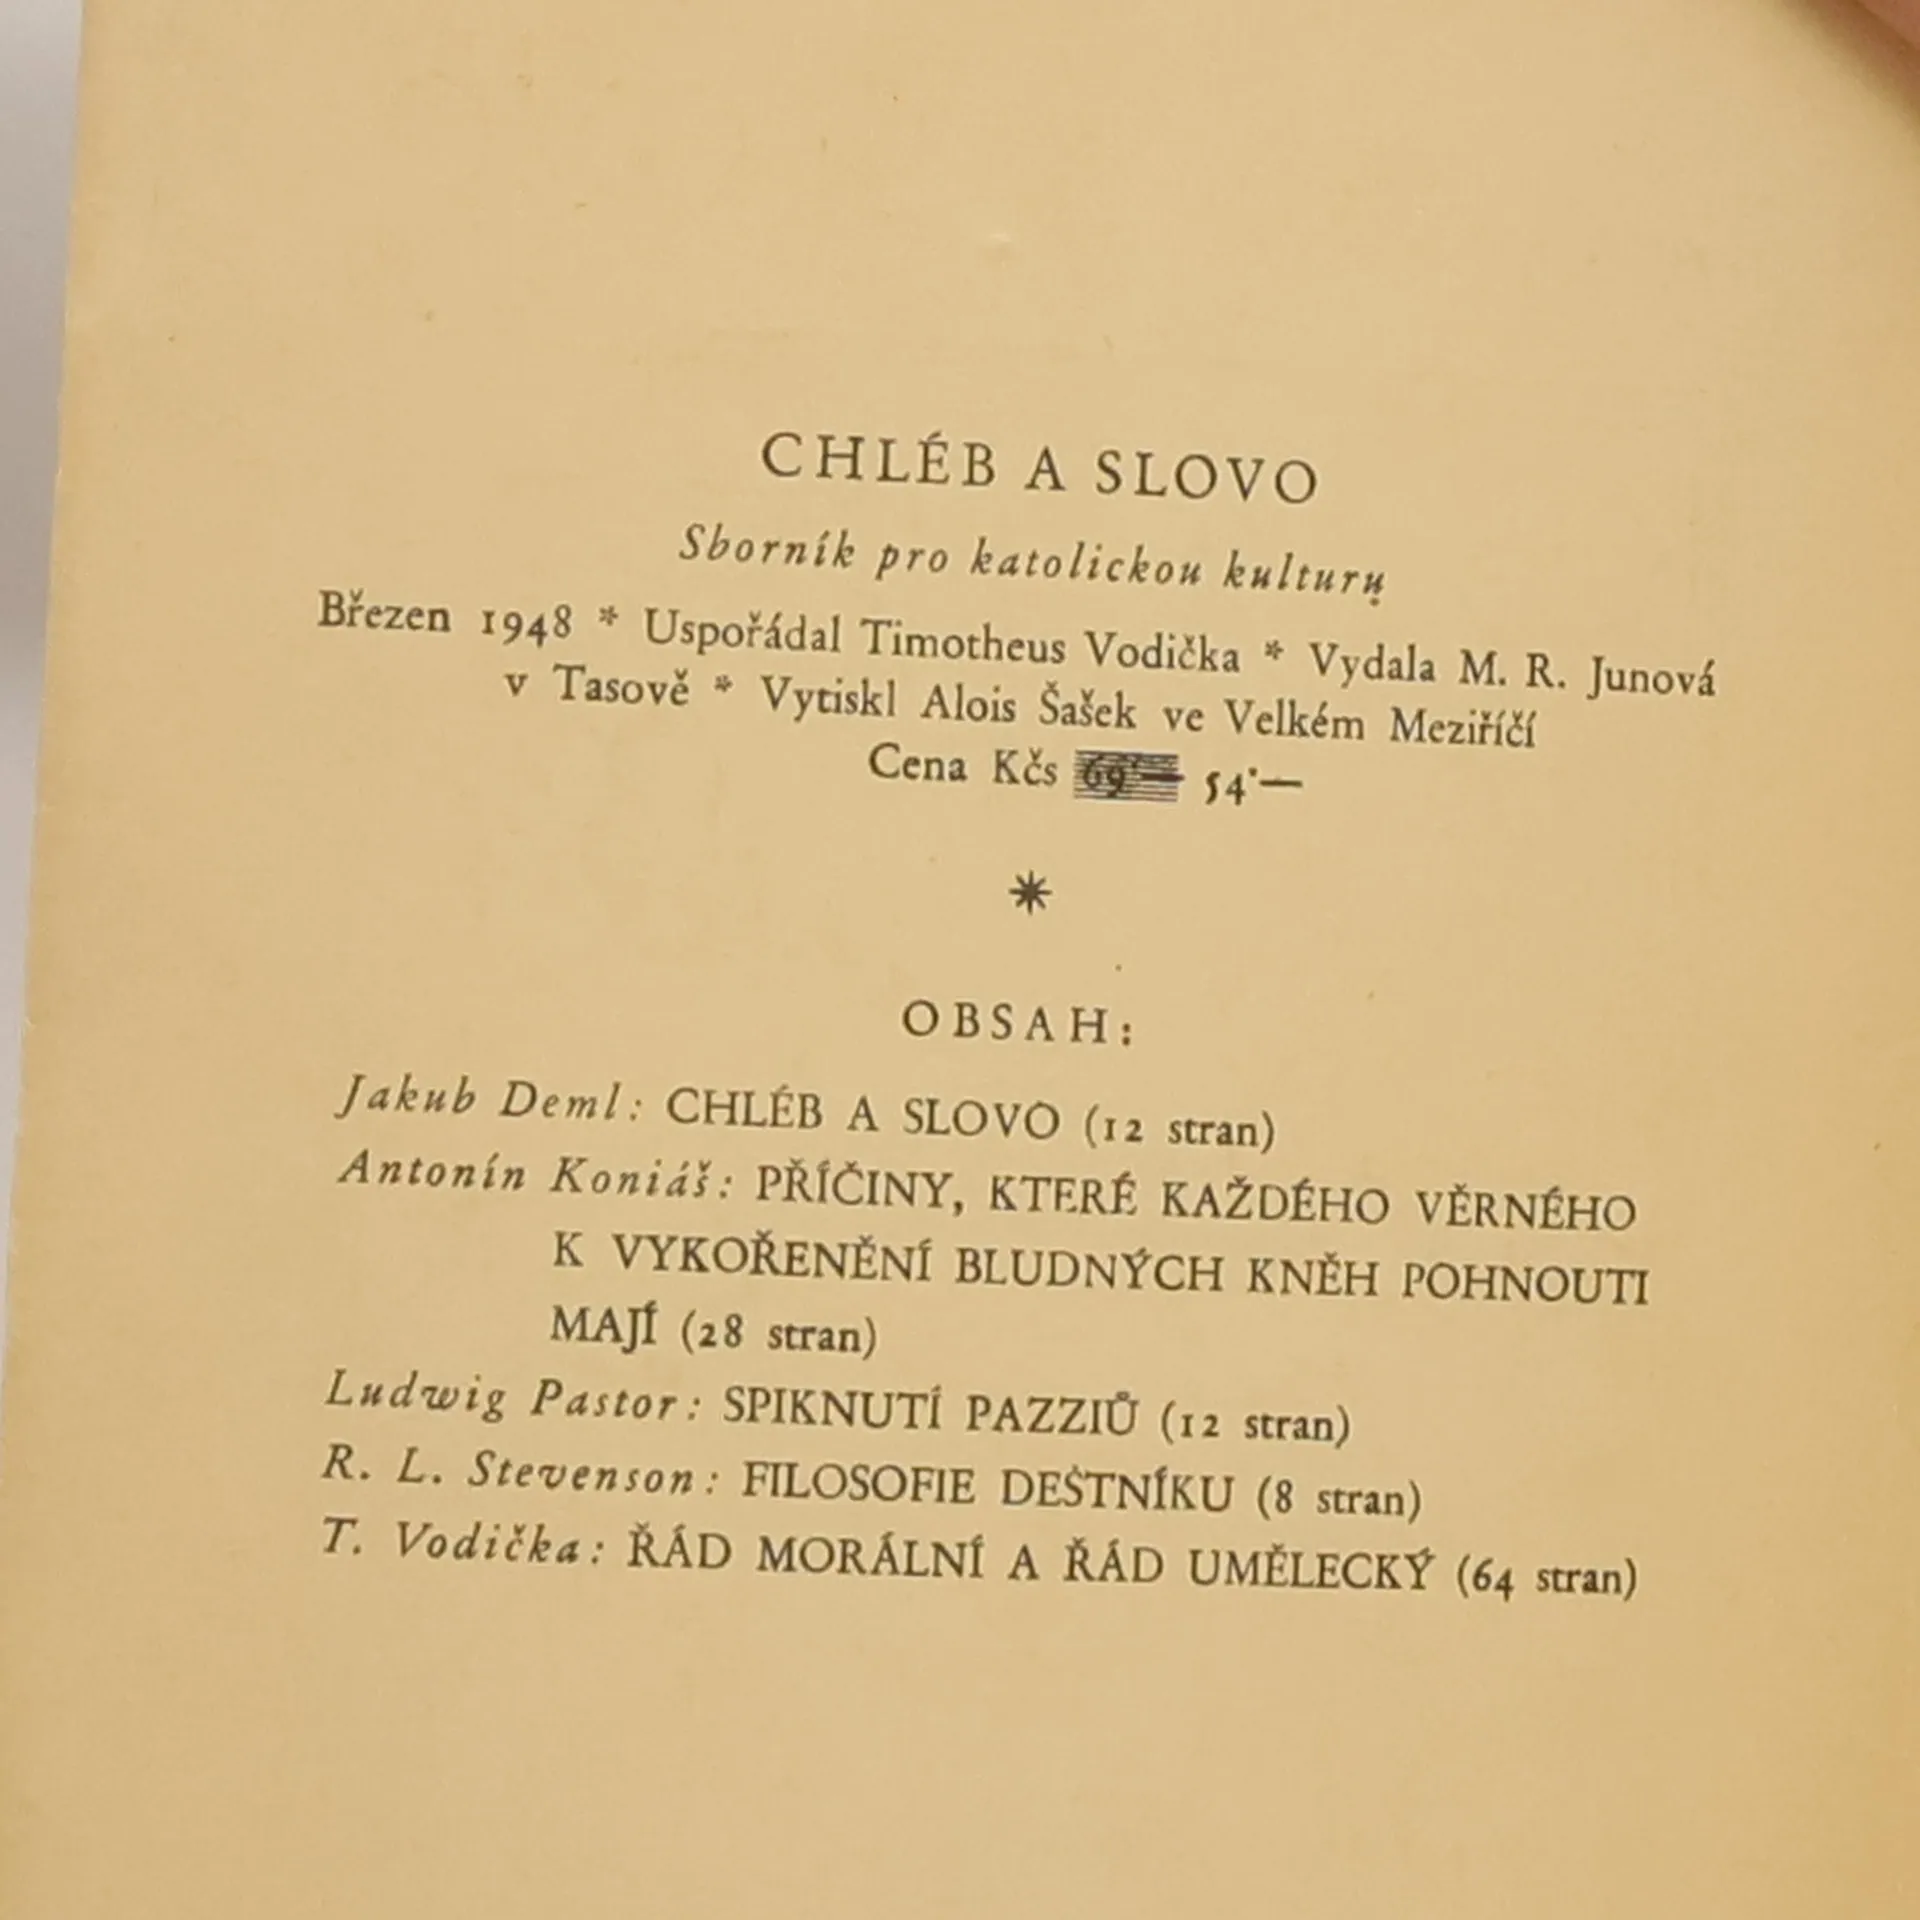 CHLÉB A SLOVO
Sborník pro katolickou kulturu
Březen 1948 * Uspořádal Timotheus Vodička * Vydala M. R. Junová
v Tasově * Vytiskl Alois Šašek ve Velkém Meziříčí
Cena Kčs 69·— 54·—
*
OBSAH:
Jakub Deml: CHLÉB A SLOVO (12 stran)
Antonín Koniáš: PŘÍČINY, KTERÉ KAŽDÉHO VĚRNÉHO
K VYKOŘENĚNÍ BLUDNÝCH KNĚH POHNOUTI
MAJÍ (28 stran)
Ludwig Pastor: SPIKNUTÍ PAZZIŮ (12 stran)
R. L. Stevenson: FILOSOFIE DEŠTNÍKU (8 stran)
T. Vodička: ŘÁD MORÁLNÍ A ŘÁD UMĚLECKÝ (64 stran)